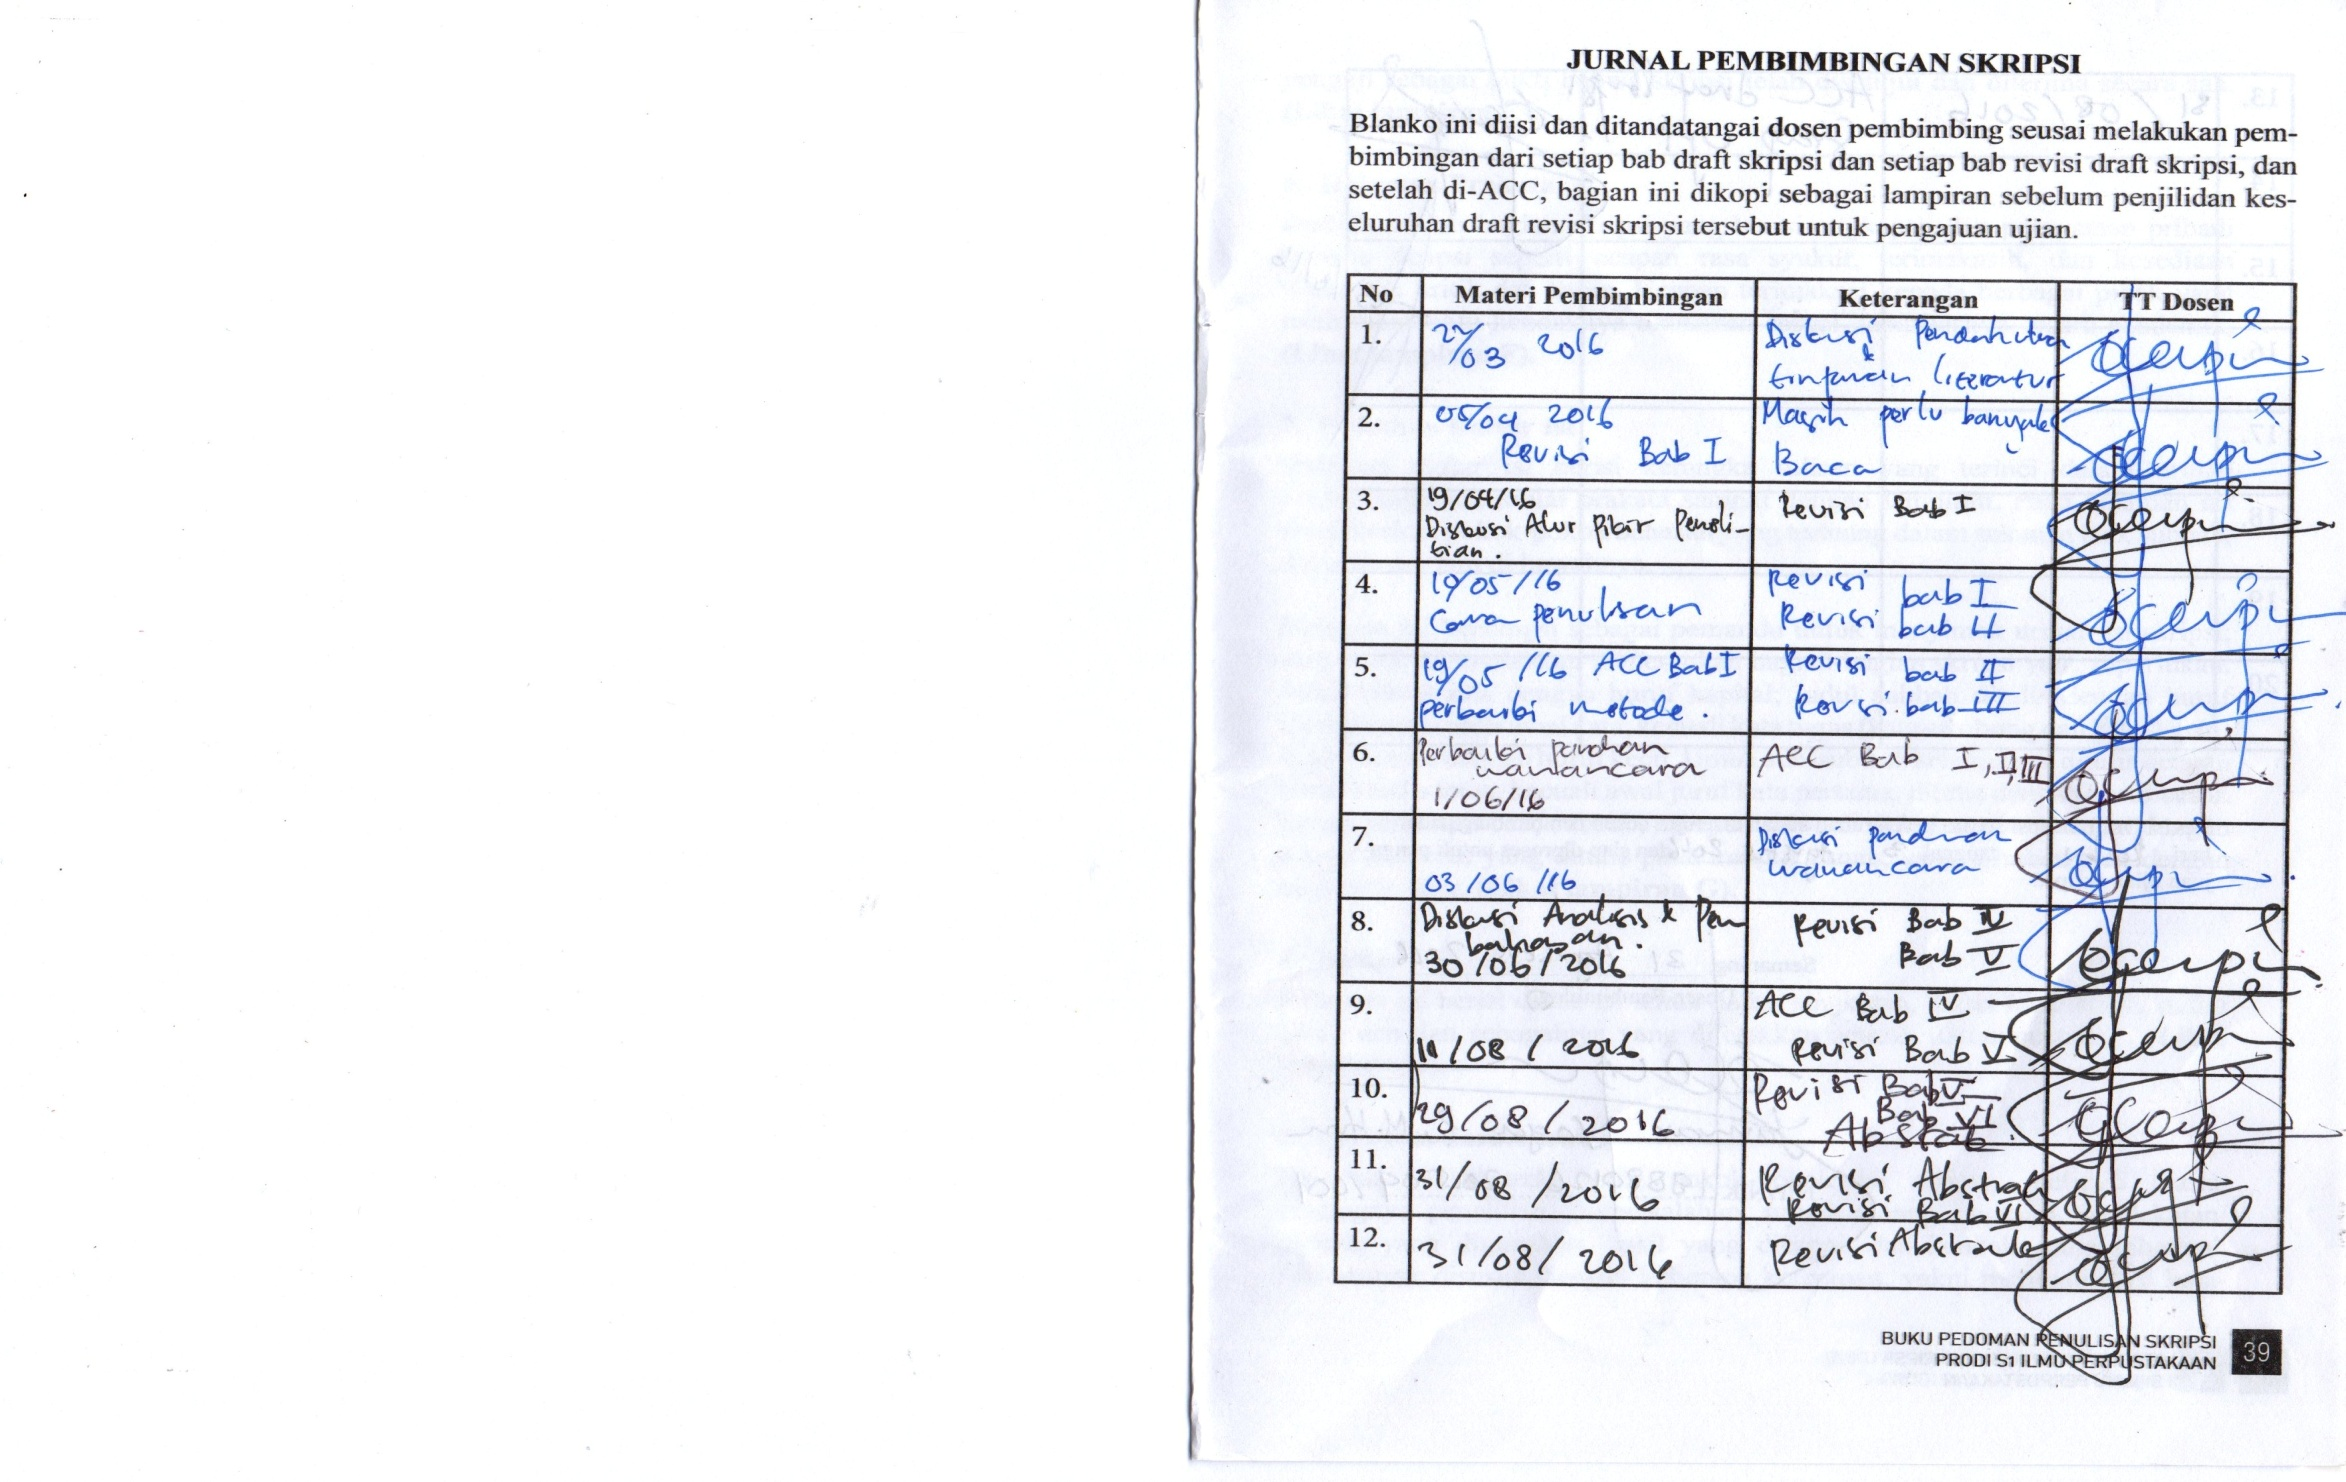 JURNAL PEMBIMBINGAN SKRIPSI
Blanko ini diisi dan ditandatangai dosen pembimbing seusai melakukan pem-
bimbingan dari setiap bab draft skripsi dan setiap bab revisi draft skripsi, dan
setelah di-ACC, bagian ini dikopi sebagai lampiran sebelum penjilidan kes-
eluruhan draft revisi skripsi tersebut untuk pengajuan ujian.
No Materi Pembimbingan Keterangan TT Dosen
1. /03 2016 Diskusi
& literatur
2. 05/04 2016 Masih perlu banyak
Revisi Bab I Baca
3. 19/04/16 Revisi Bab I
Diskusi Alur Pikir Peneli-
tian.
4. 19/05/16 Revisi bab I
Cara penulisan Revisi bab II
5. 19/05/16 ACC Bab I Revisi bab II
perbaiki metode. Revisi bab III
6. Perbaiki panduan ACC Bab I, II, III
wawancara
1/06/16
7. Diskusi panduan
wawancara
03/06/16
8. Diskusi Analisis & Pem Revisi Bab IV
bahasan. Bab V
30/06/2016
9. ACC Bab IV
11/08/2016 Revisi Bab V
10. Revisi Bab V
Bab VI
29/08/2016
11. 31/08/2016 Revisi Abstrak
Revisi Bab VI
12. 31/08/2016 Revisi Abstrak
BUKU PEDOMAN PENULISAN SKRIPSI
PRODI S1 ILMU PERPUSTAKAAN 39